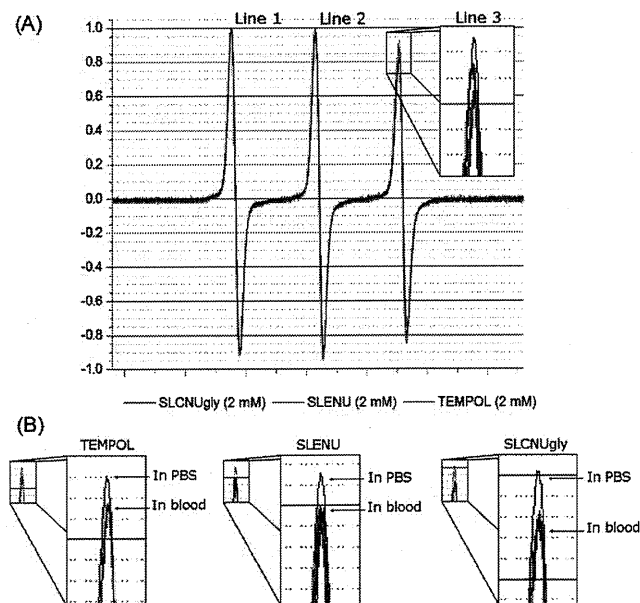 (A)
Line 1 Line 2 Line 3
1.0
0.8
0.6
0.4
0.2
0.0
-0.2
-0.4
-0.6
-0.8
-1.0
SLCNUgly (2 mM) SLENU (2 mM) TEMPOL (2 mM)
(B)
TEMPOL SLENU SLCNUgly
In PBS In PBS In PBS
In blood In blood In blood